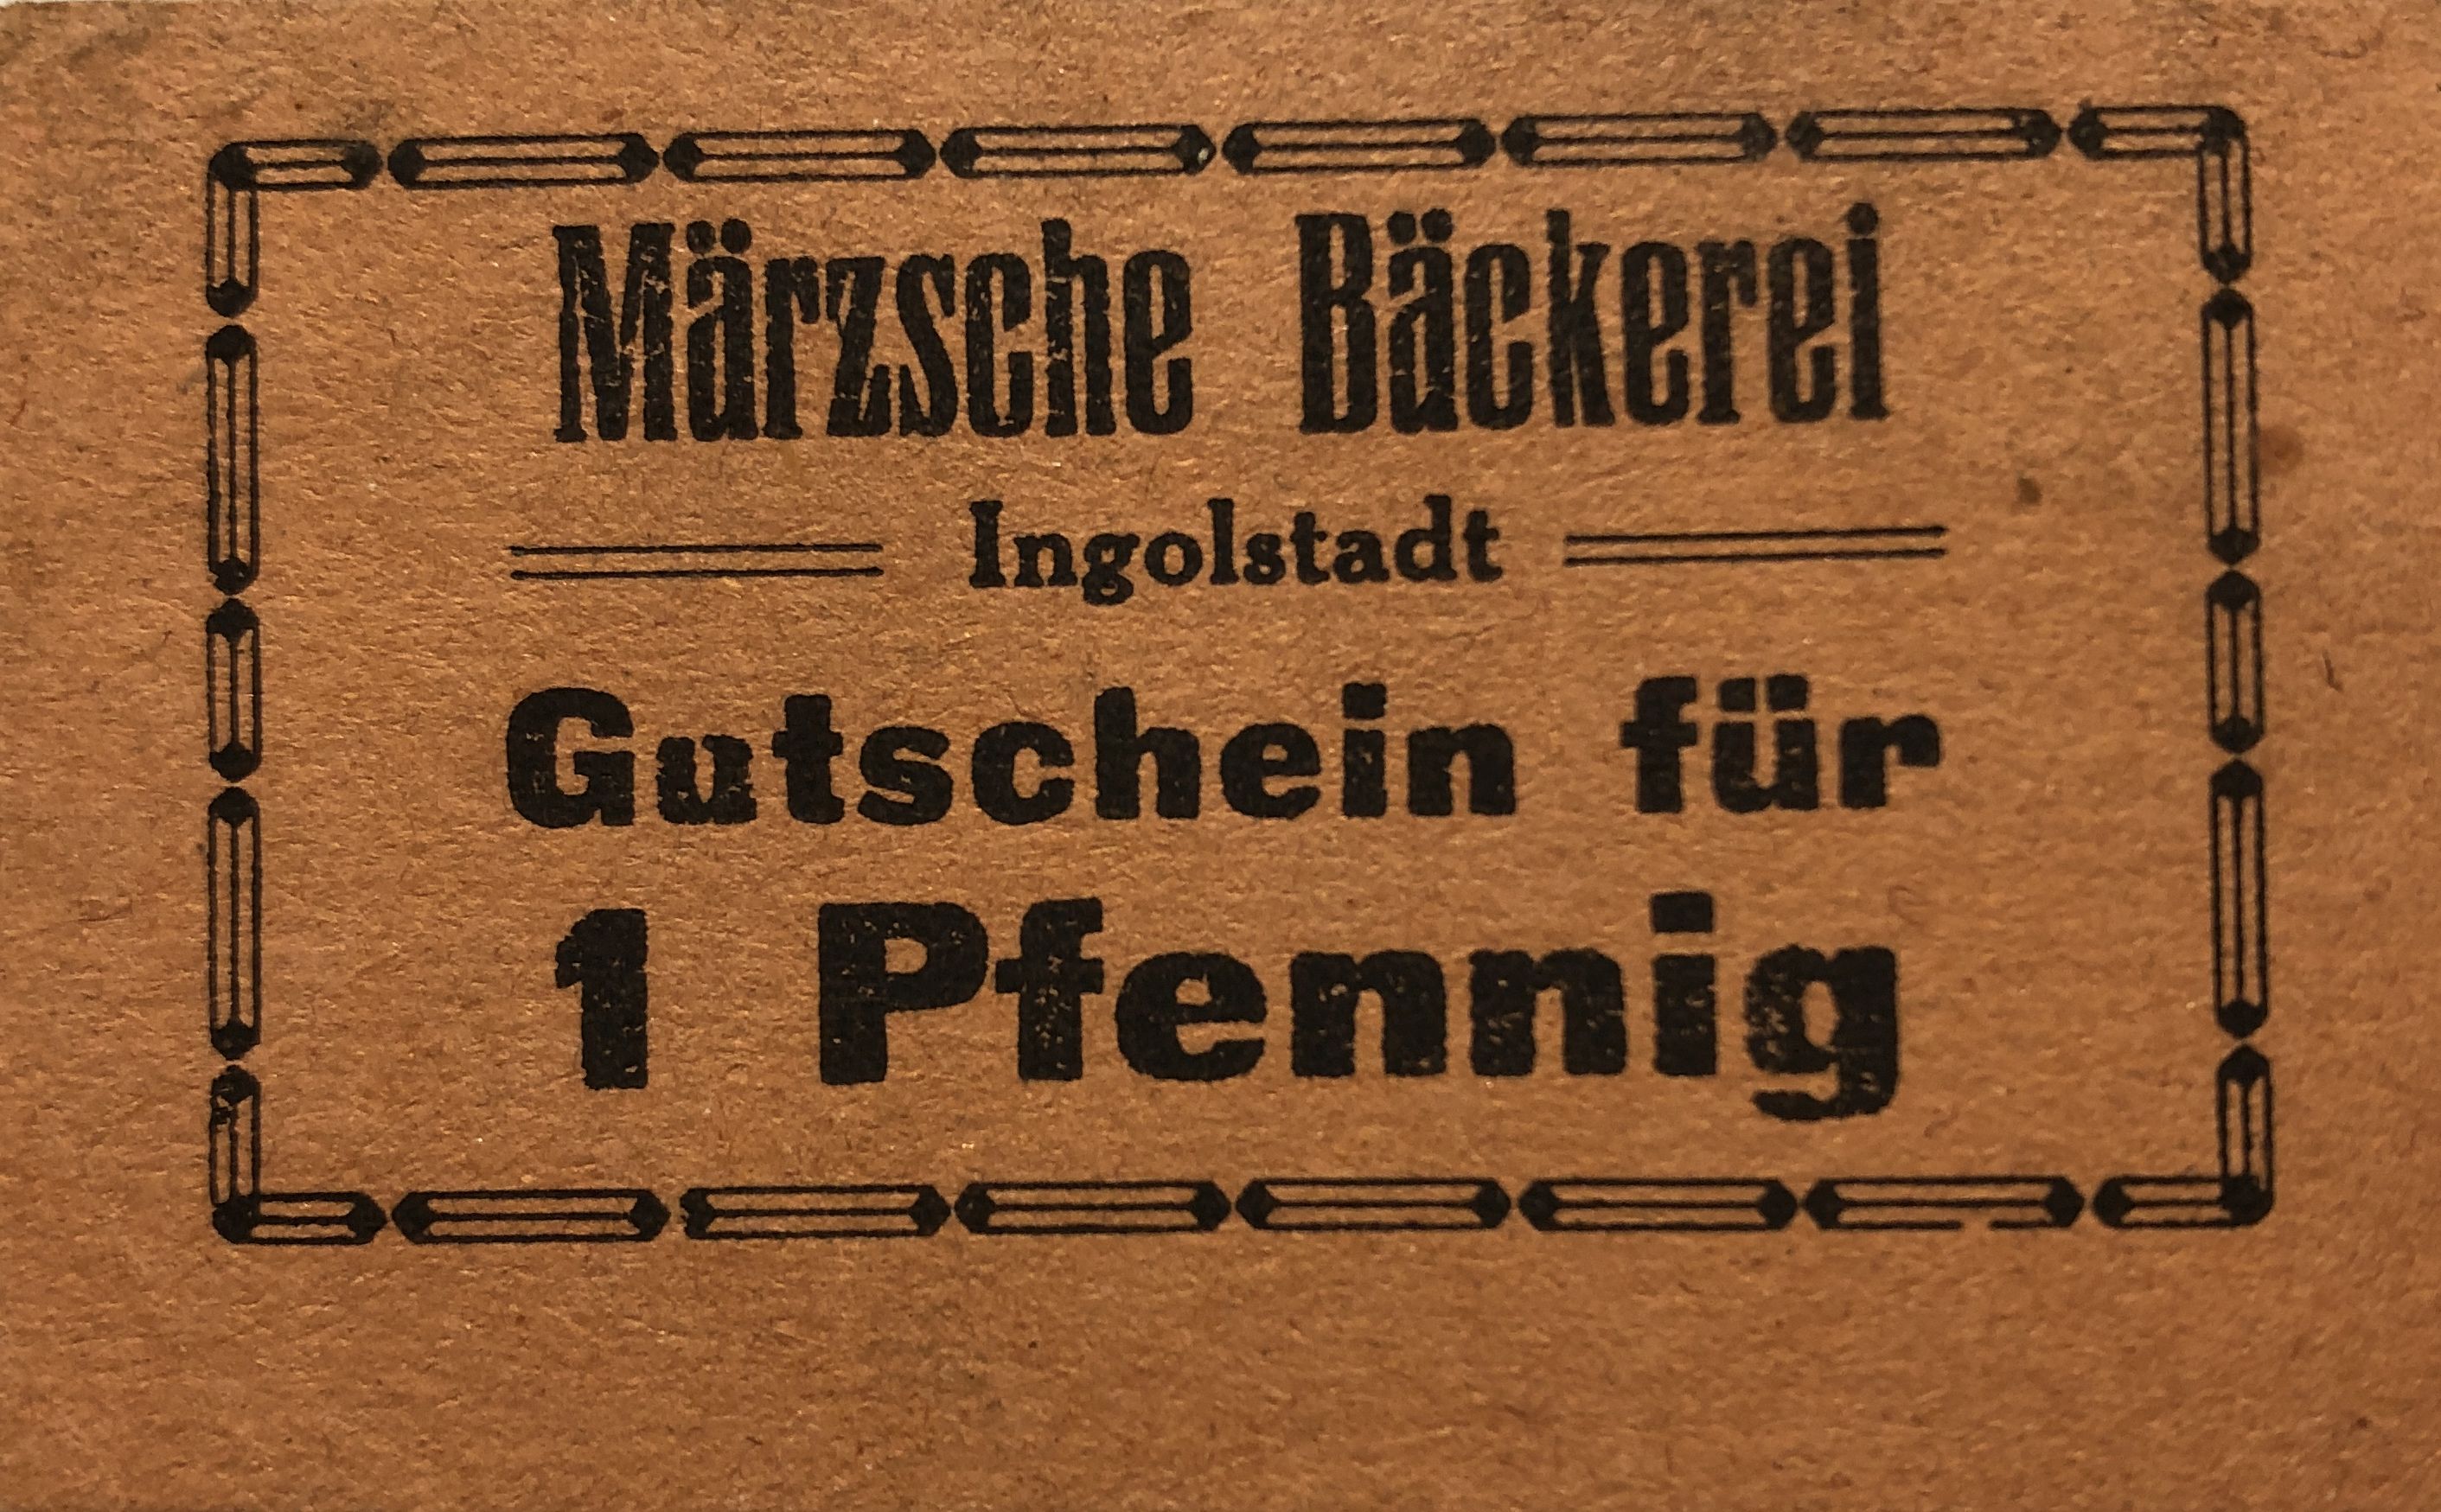 Märzsche Bäckerei
Ingolstadt
Gutschein für
1 Pfennig